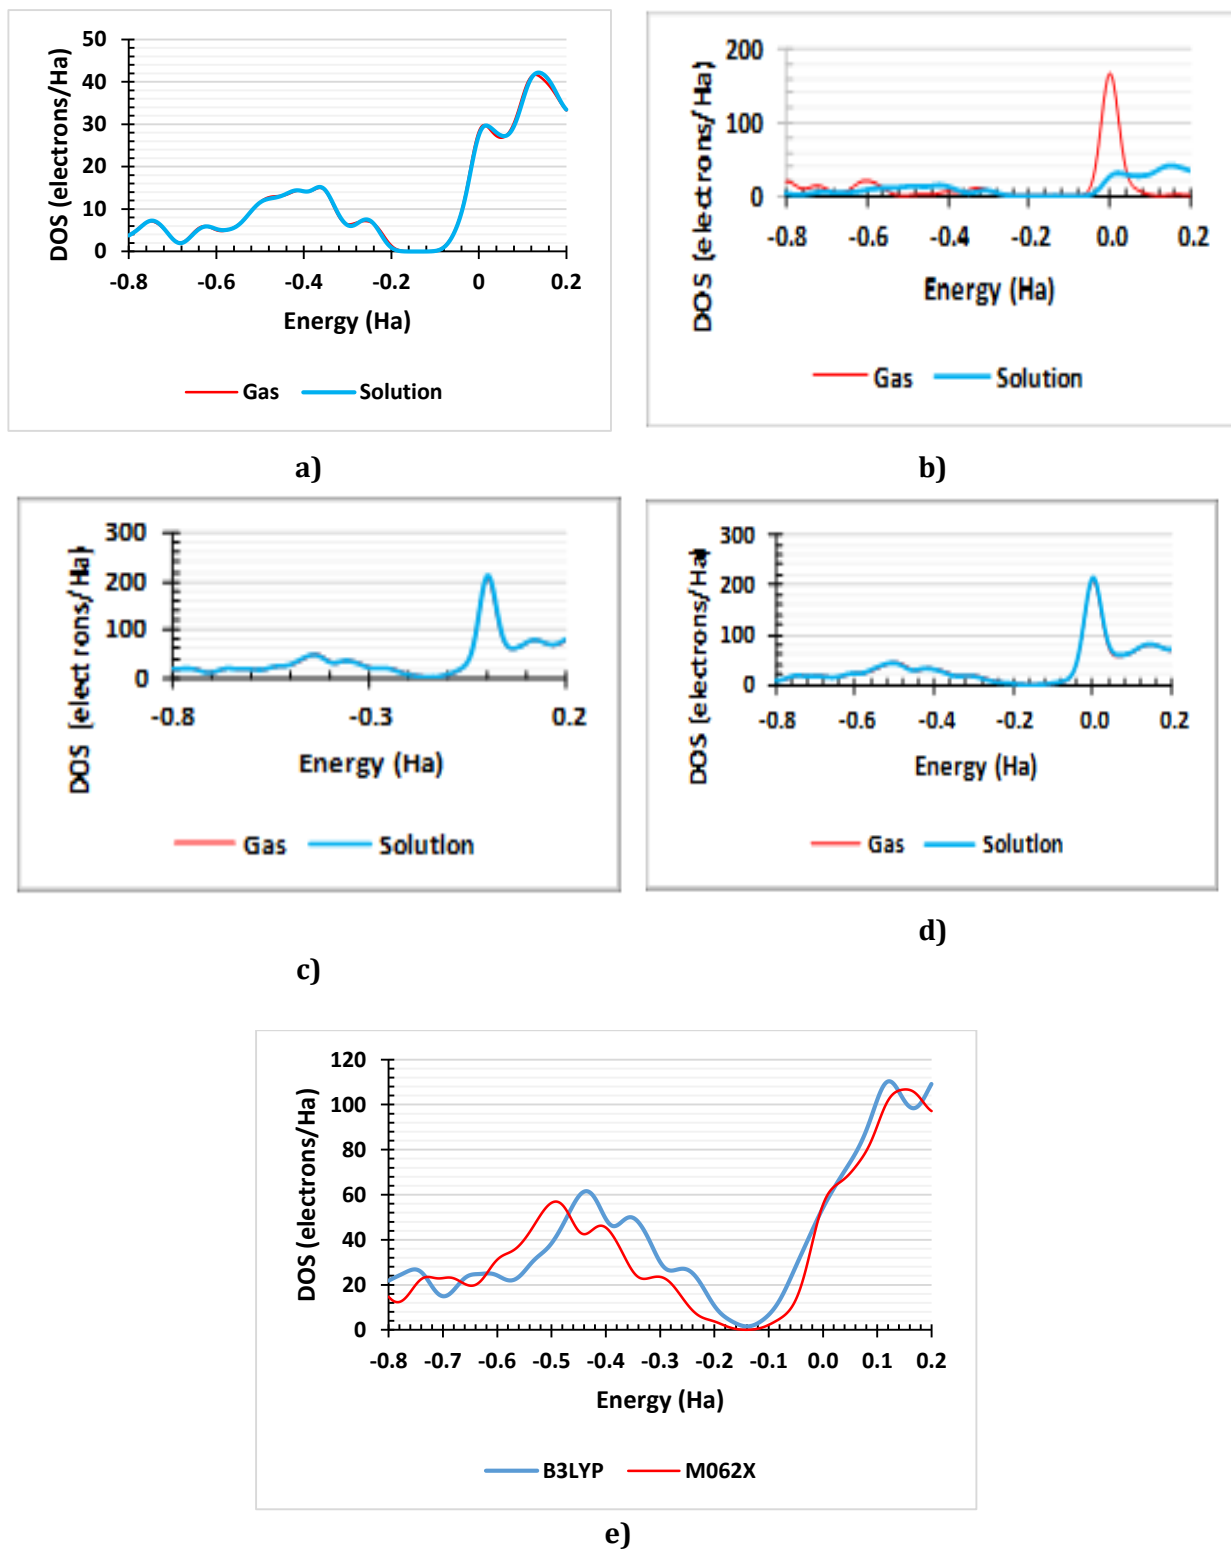 50
40
30
20
10
0
DOS (electrons/Ha)
-0.8 -0.6 -0.4 -0.2 0 0.2
Energy (Ha)
Gas Solution
a)
200
100
0
DOS (electrons/Ha)
-0.8 -0.6 -0.4 -0.2 0.0 0.2
Energy (Ha)
Gas Solution
b)
300
200
100
0
DOS (electrons/Ha)
-0.8 -0.3 0.2
Energy (Ha)
Gas Solution
c)
300
200
100
0
DOS (electrons/Ha)
-0.8 -0.6 -0.4 -0.2 0.0 0.2
Energy (Ha)
Gas Solution
d)
120
100
80
60
40
20
0
DOS (electrons/Ha)
-0.8 -0.7 -0.6 -0.5 -0.4 -0.3 -0.2 -0.1 0.0 0.1 0.2
Energy (Ha)
B3LYP M062X
e)